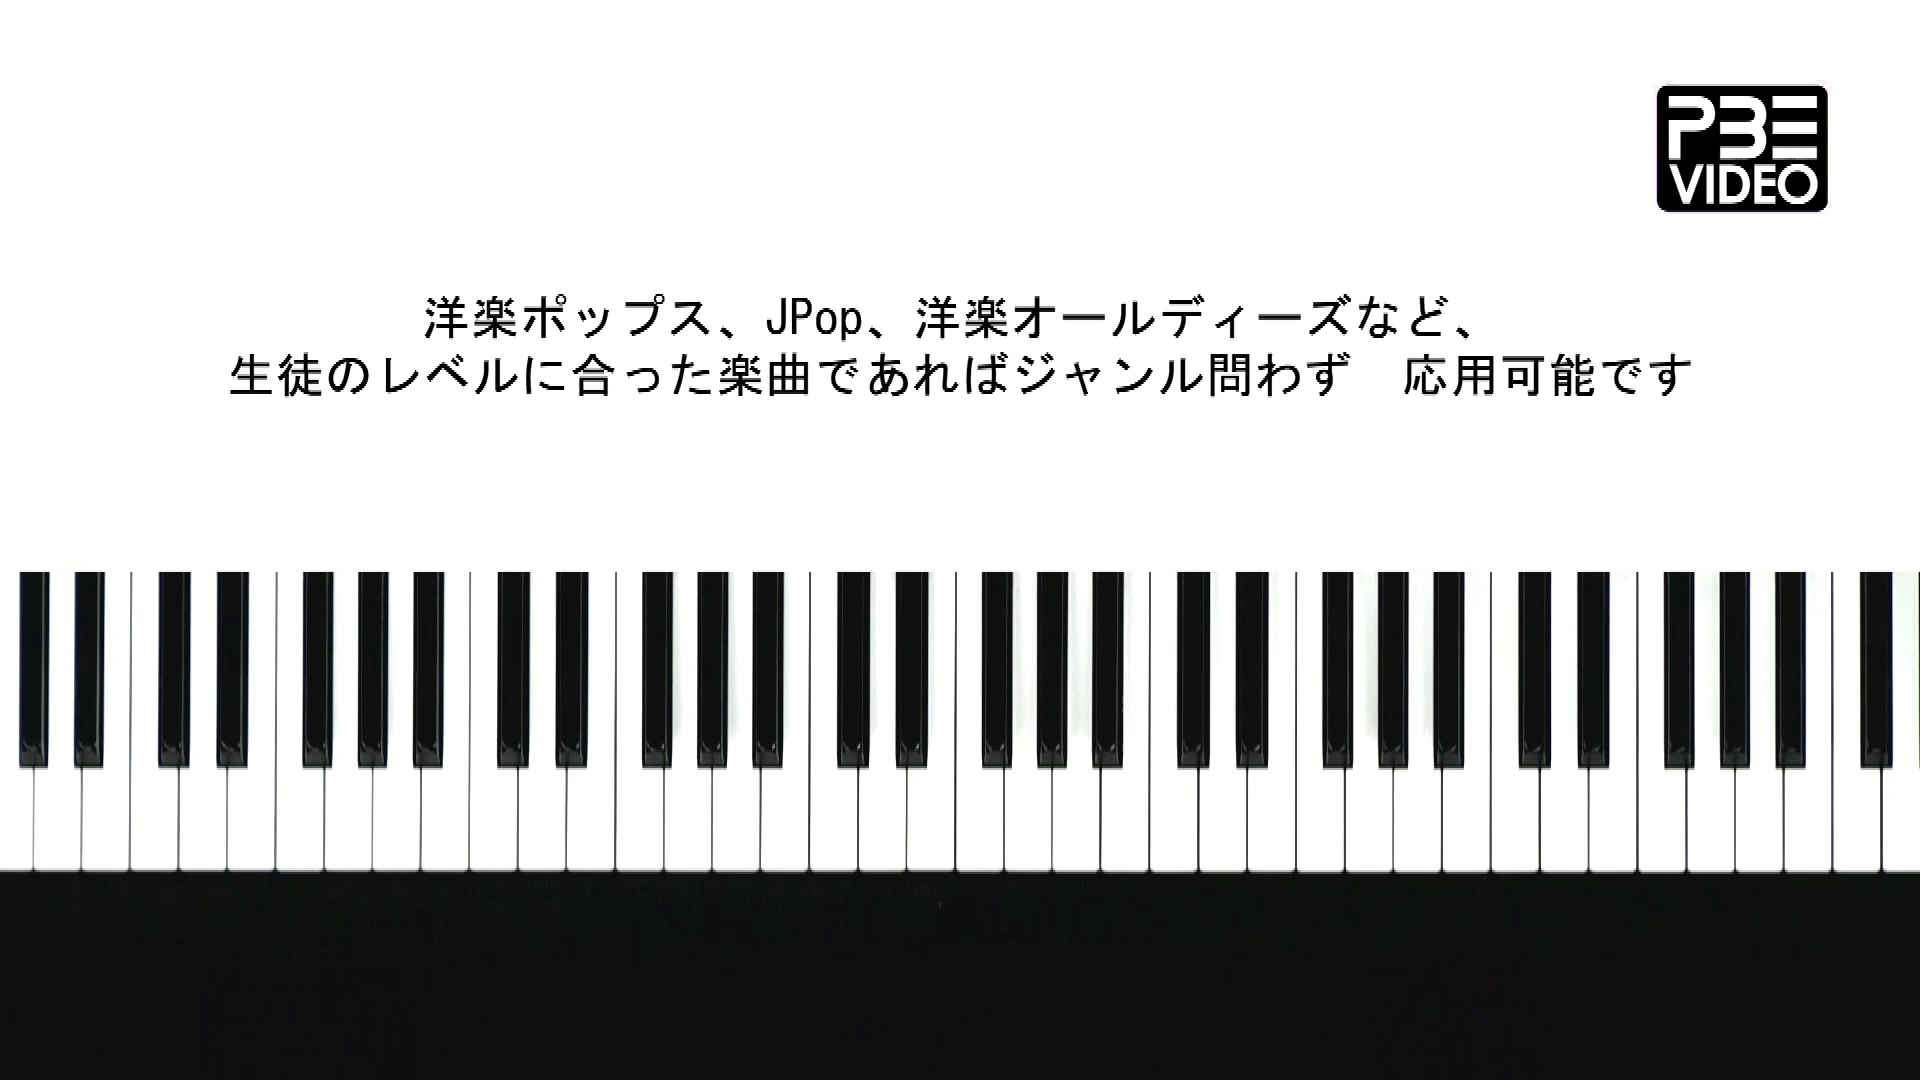 PBE
VIDEO
洋楽ポップス、JPop、洋楽オールディーズなど、
生徒のレベルに合った楽曲であればジャンル問わず　応用可能です